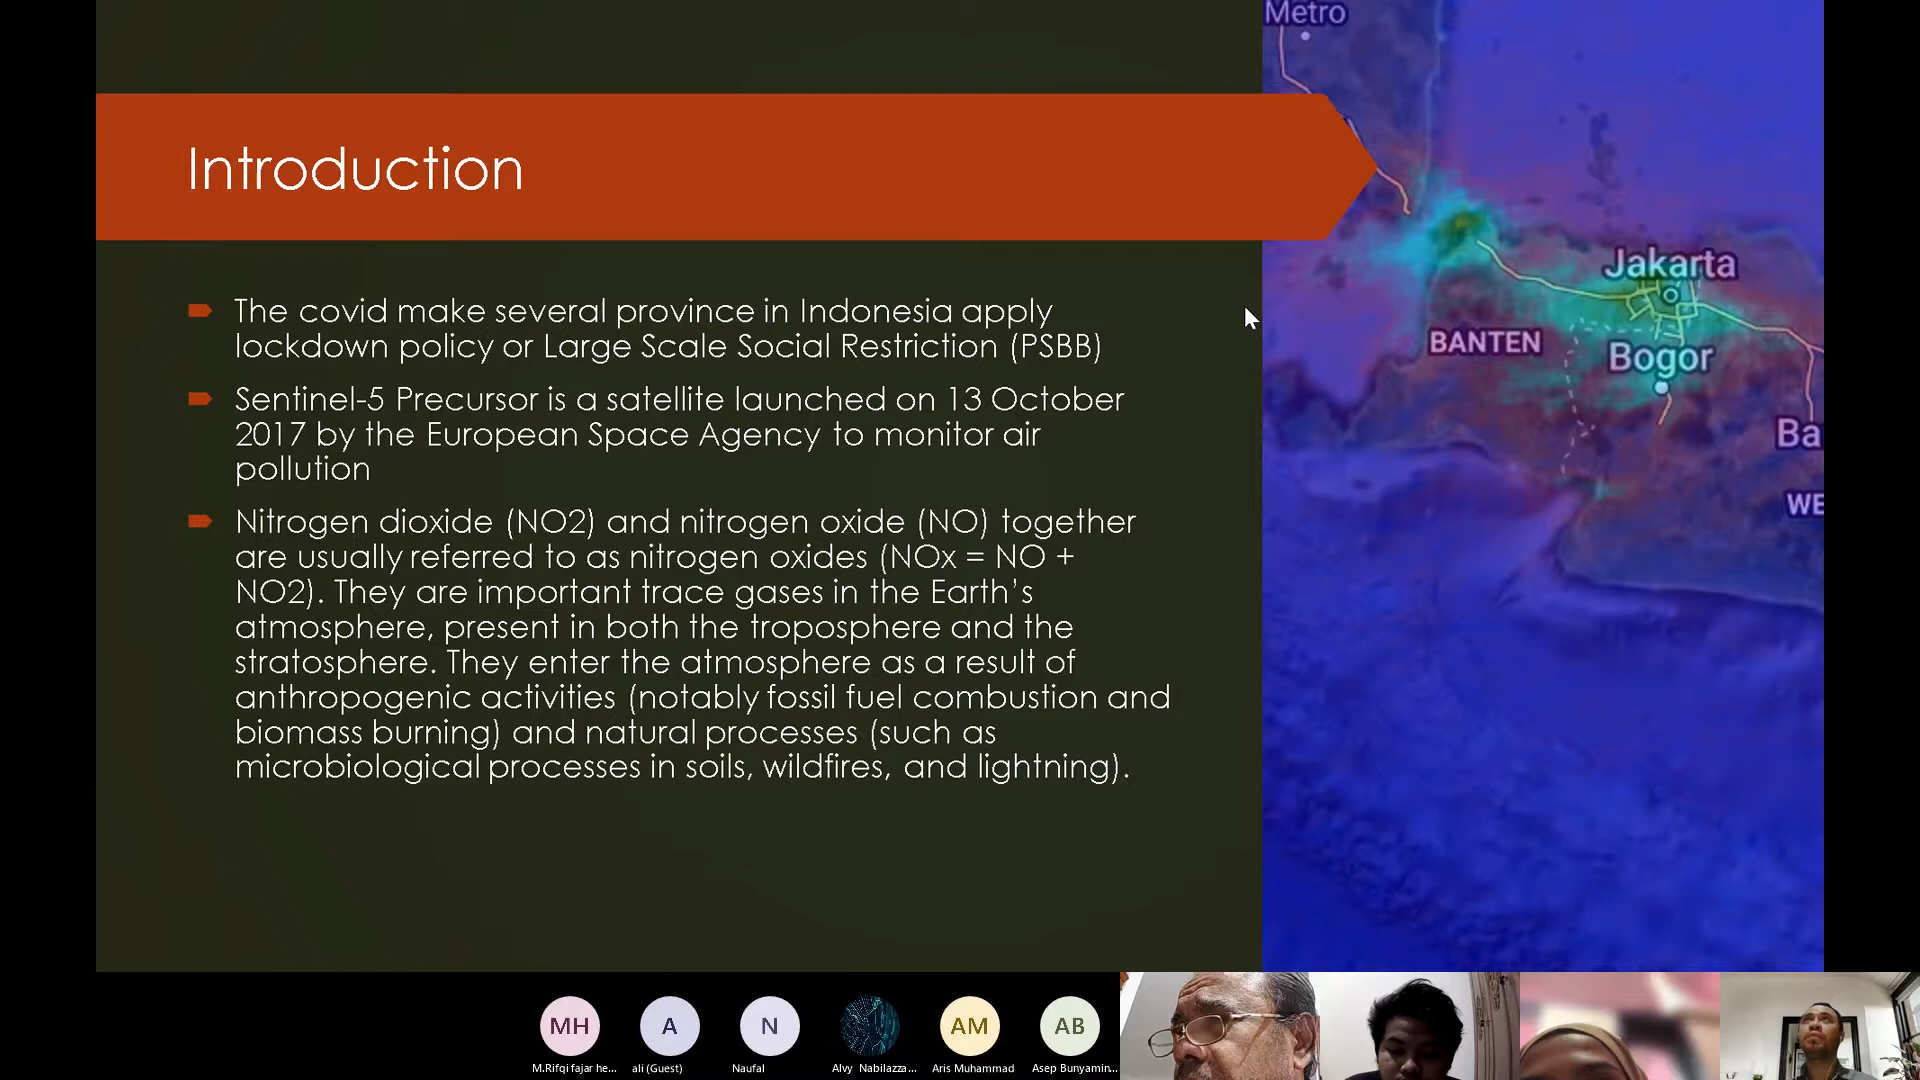 Introduction
The covid make several province in Indonesia apply
lockdown policy or Large Scale Social Restriction (PSBB)
Sentinel-5 Precursor is a satellite launched on 13 October
2017 by the European Space Agency to monitor air
pollution
Nitrogen dioxide (NO2) and nitrogen oxide (NO) together
are usually referred to as nitrogen oxides (NOx = NO +
NO2). They are important trace gases in the Earth's
atmosphere, present in both the troposphere and the
stratosphere. They enter the atmosphere as a result of
anthropogenic activities (notably fossil fuel combustion and
biomass burning) and natural processes (such as
microbiological processes in soils, wildfires, and lightning).
Metro
Jakarta
BANTEN
Bogor
Ba
WE
MH
A
N
AM
AB
M.Rifqi fajar he...
ali (Guest)
Naufal
Alvy Nabilazza...
Aris Muhammad
Asep Bunyamin...